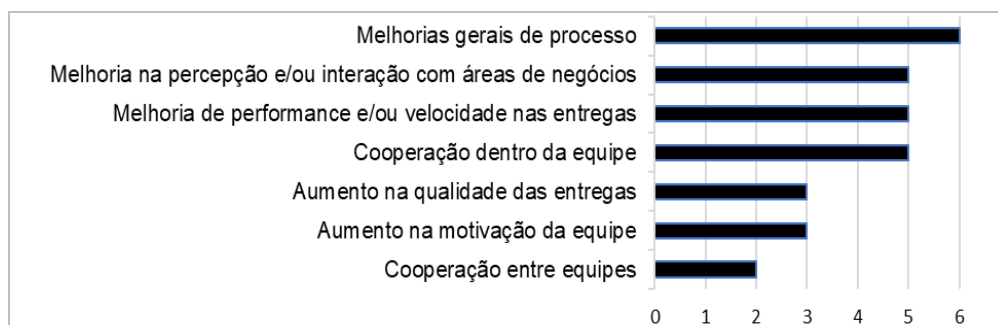 Melhorias gerais de processo
Melhoria na percepção e/ou interação com áreas de negócios
Melhoria de performance e/ou velocidade nas entregas
Cooperação dentro da equipe
Aumento na qualidade das entregas
Aumento na motivação da equipe
Cooperação entre equipes
0 1 2 3 4 5 6